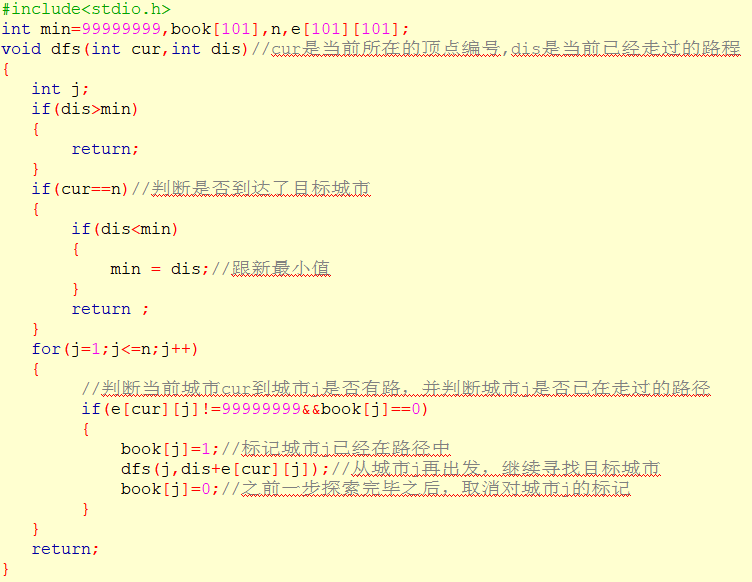 #include<stdio.h>
int min=99999999,book[101],n,e[101][101];
void dfs(int cur,int dis)//cur是当前所在的顶点编号,dis是当前已经走过的路程
{
int j;
if(dis>min)
{
return;
}
if(cur==n)//判断是否到达了目标城市
{
if(dis<min)
{
min = dis;//跟新最小值
}
return ;
}
for(j=1;j<=n;j++)
{
//判断当前城市cur到城市j是否有路，并判断城市j是否已在走过的路径
if(e[cur][j]!=99999999&&book[j]==0)
{
book[j]=1;//标记城市j已经在路径中
dfs(j,dis+e[cur][j]);//从城市j再出发，继续寻找目标城市
book[j]=0;//之前一步探索完毕之后，取消对城市j的标记
}
}
return;
}